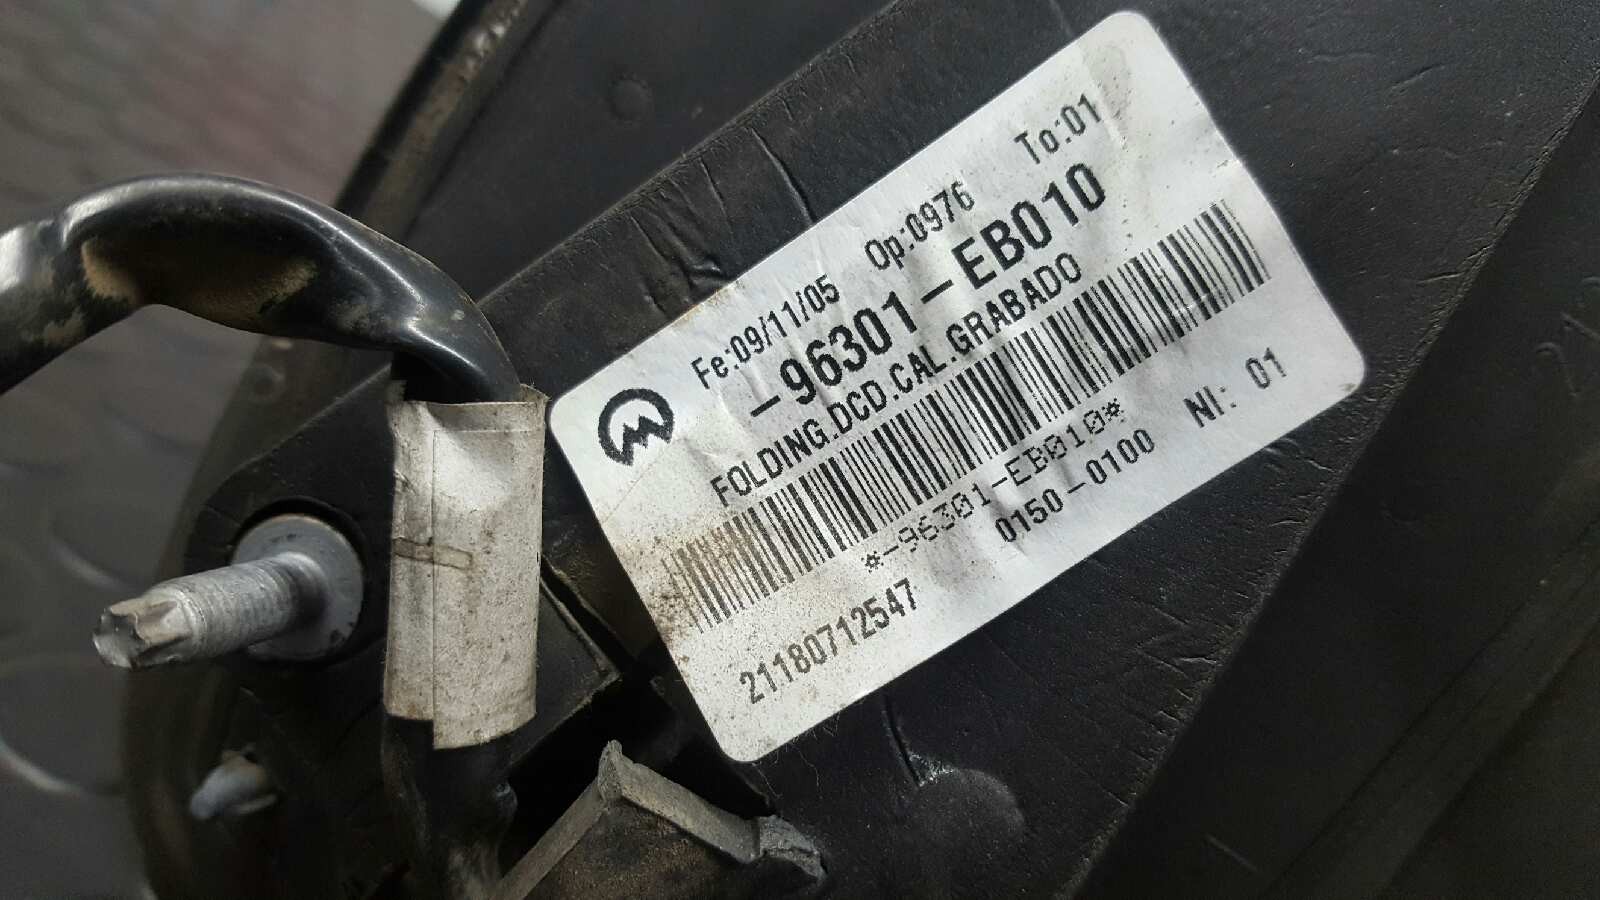 Fe:09/11/05 Op:0976 To:01
-96301-EB010
FOLDING.DCD.CAL.GRABADO
*-96301-EB010*
0150-0100 NI: 01
21180712547